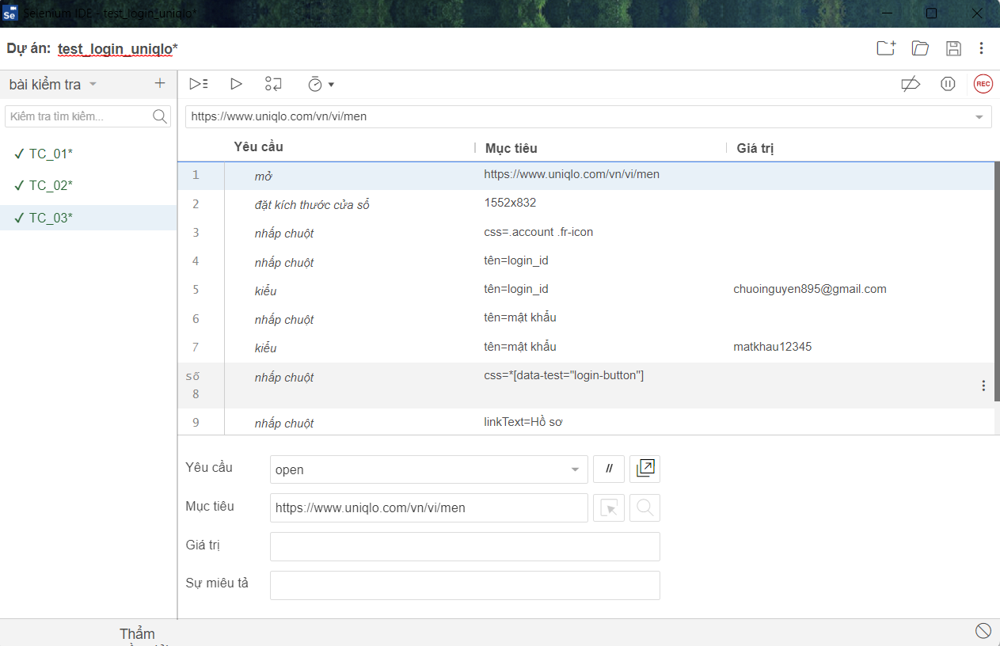 Se Selenium IDE - test_login_uniqlo*
Dự án: test_login_uniqlo*
bài kiểm tra
REC
Kiểm tra tìm kiếm...
https://www.uniqlo.com/vn/vi/men
✓ TC_01*
✓ TC_02*
✓ TC_03*
Yêu cầu Mục tiêu Giá trị
1 mở https://www.uniqlo.com/vn/vi/men
2 đặt kích thước cửa sổ 1552x832
3 nhấp chuột css=.account .fr-icon
4 nhấp chuột tên=login_id
5 kiểu tên=login_id chuoinguyen895@gmail.com
6 nhấp chuột tên=mật khẩu
7 kiểu tên=mật khẩu matkhau12345
số nhấp chuột css=*[data-test="login-button"]
8
9 nhấp chuột linkText=Hồ sơ
Yêu cầu open //
Mục tiêu https://www.uniqlo.com/vn/vi/men
Giá trị
Sự miêu tả
Thẩm